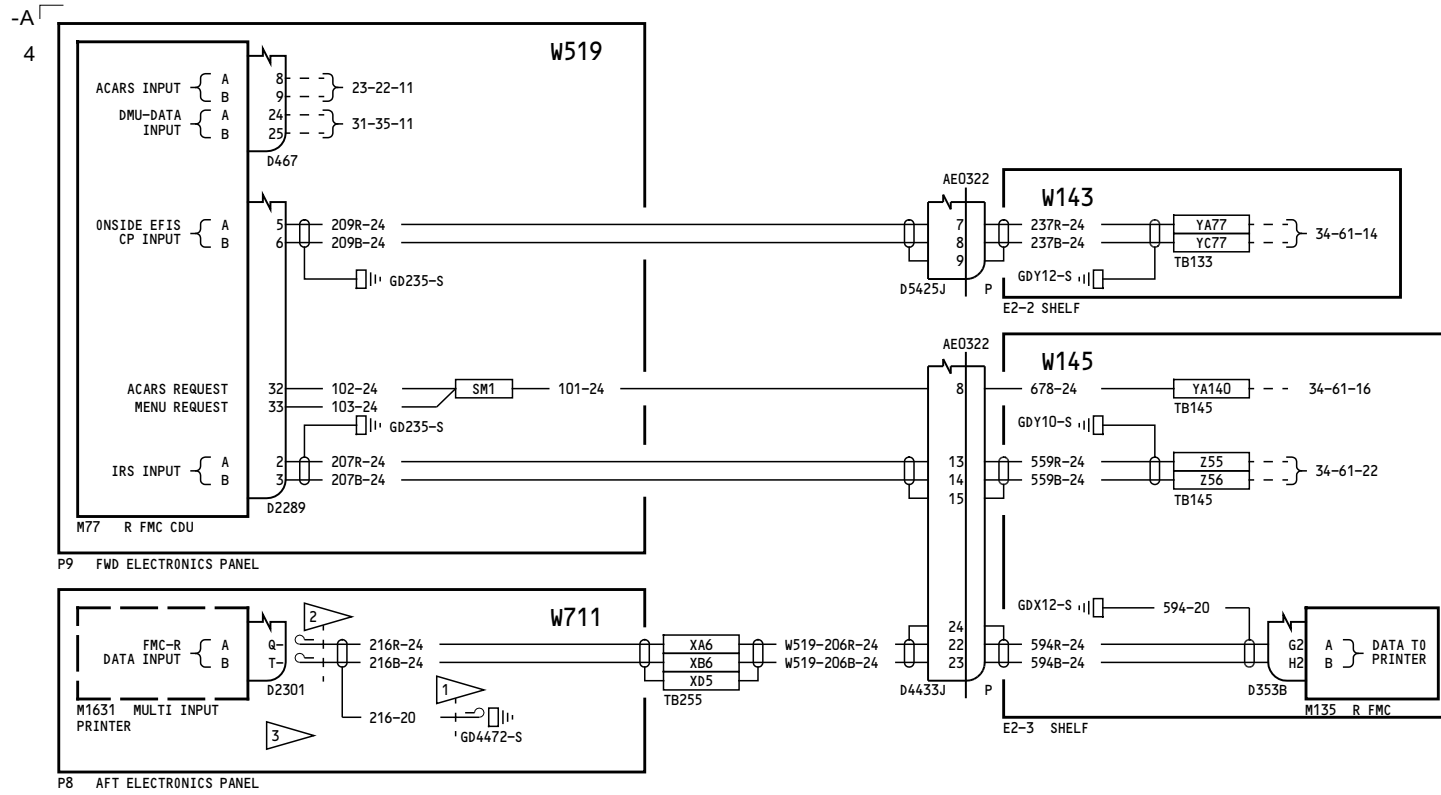 -A
4
W519
ACARS INPUT A 8 23-22-11
B 9
DMU-DATA INPUT A 24 31-35-11
B 25
D467
ONSIDE EFIS CP INPUT A 5 209R-24
B 6 209B-24
GD235-S
AE0322
W143
7 237R-24 YA77 34-61-14
8 237B-24 YC77
9
TB133
GDY12-S
D5425J P
E2-2 SHELF
ACARS REQUEST 32 102-24 SM1 101-24
MENU REQUEST 33 103-24
GD235-S
AE0322
W145
8 678-24 YA140 34-61-16
TB145
GDY10-S
IRS INPUT A 2 207R-24
B 3 207B-24
D2289
13 559R-24 Z55 34-61-22
14 559B-24 Z56
15
TB145
M77 R FMC CDU
P9 FWD ELECTRONICS PANEL
W711
FMC-R DATA INPUT A Q- 216R-24 XA6 W519-206R-24
B T- 216B-24 XB6 W519-206B-24
XD5
TB255
2
D2301
M1631 MULTI INPUT
PRINTER
216-20
1
GD4472-S
3
P8 AFT ELECTRONICS PANEL
GDX12-S 594-20
24
22 594R-24 G2 A DATA TO PRINTER
23 594B-24 H2 B
D4433J P
D353B
M135 R FMC
E2-3 SHELF